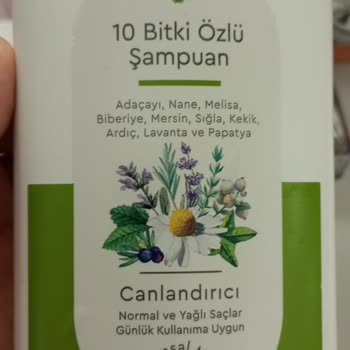 10 Bitki Özlü
Şampuan
Adaçayı, Nane, Melisa,
Biberiye, Mersin, Sığla, Kekik,
Ardıç, Lavanta ve Papatya
Canlandırıcı
Normal ve Yağlı Saçlar
Günlük Kullanıma Uygun